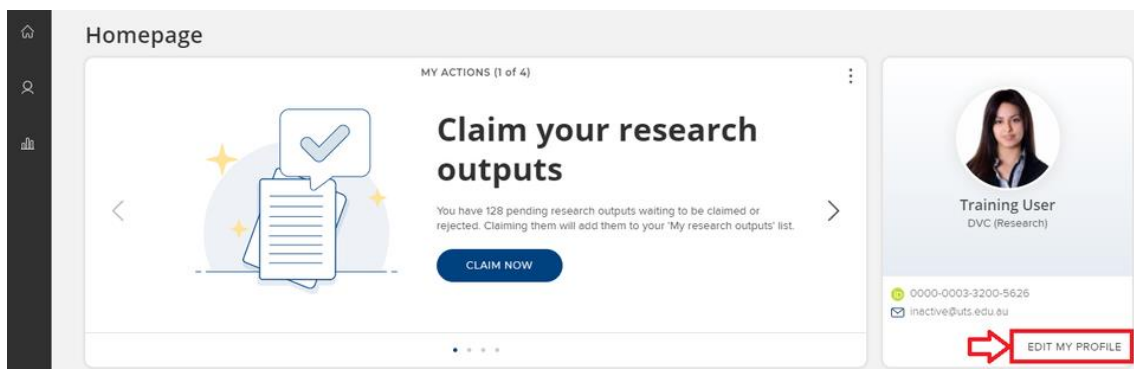 Homepage
MY ACTIONS (1 of 4)
Claim your research
outputs
You have 128 pending research outputs waiting to be claimed or
rejected. Claiming them will add them to your 'My research outputs' list.
CLAIM NOW
Training User
DVC (Research)
iD 0000-0003-3200-5626
inactive@uts.edu.au
EDIT MY PROFILE